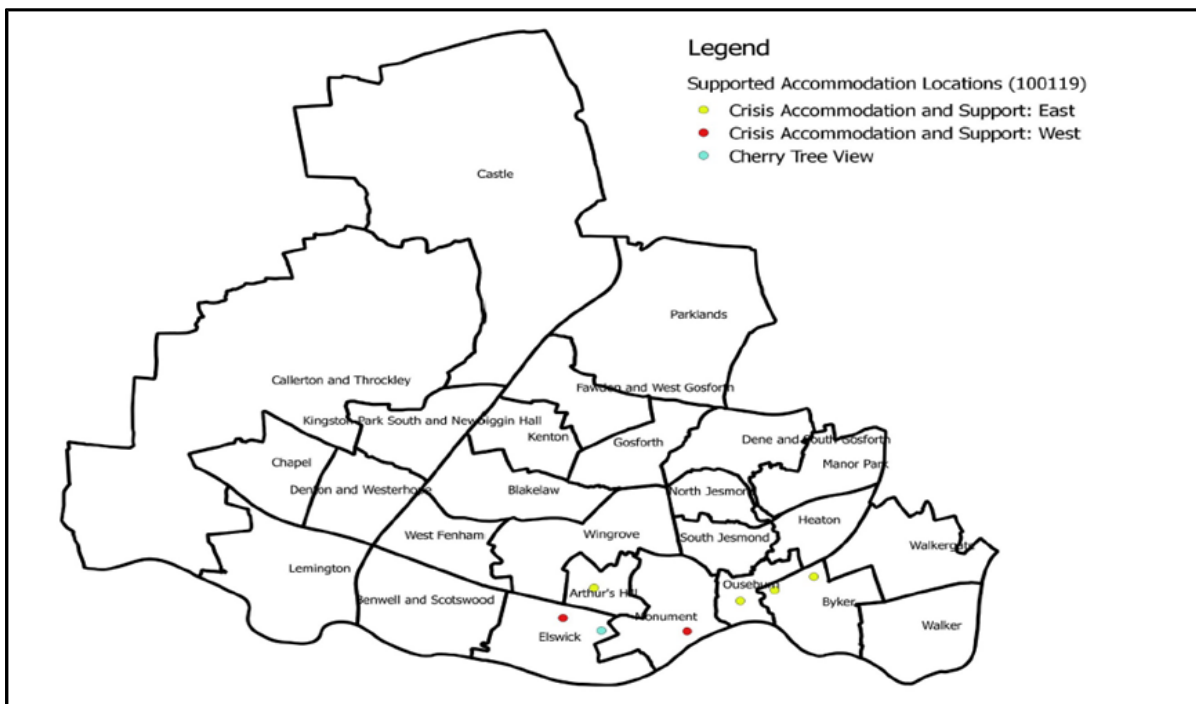 Legend
Supported Accommodation Locations (100119)
Crisis Accommodation and Support: East
Crisis Accommodation and Support: West
Cherry Tree View
Castle
Parklands
Callerton and Throckley
Fawdon and West Gosforth
Kingston Park South and Newbiggin Hall
Kenton
Gosforth
Dene and South Gosforth
Chapel
Manor Park
Denton and Westerhope
Blakelaw
North Jesmond
West Fenham
Wingrove
South Jesmond
Heaton
Walkergate
Lemington
Benwell and Scotswood
Arthur's Hill
Ouseburn
Byker
Elswick
Monument
Walker